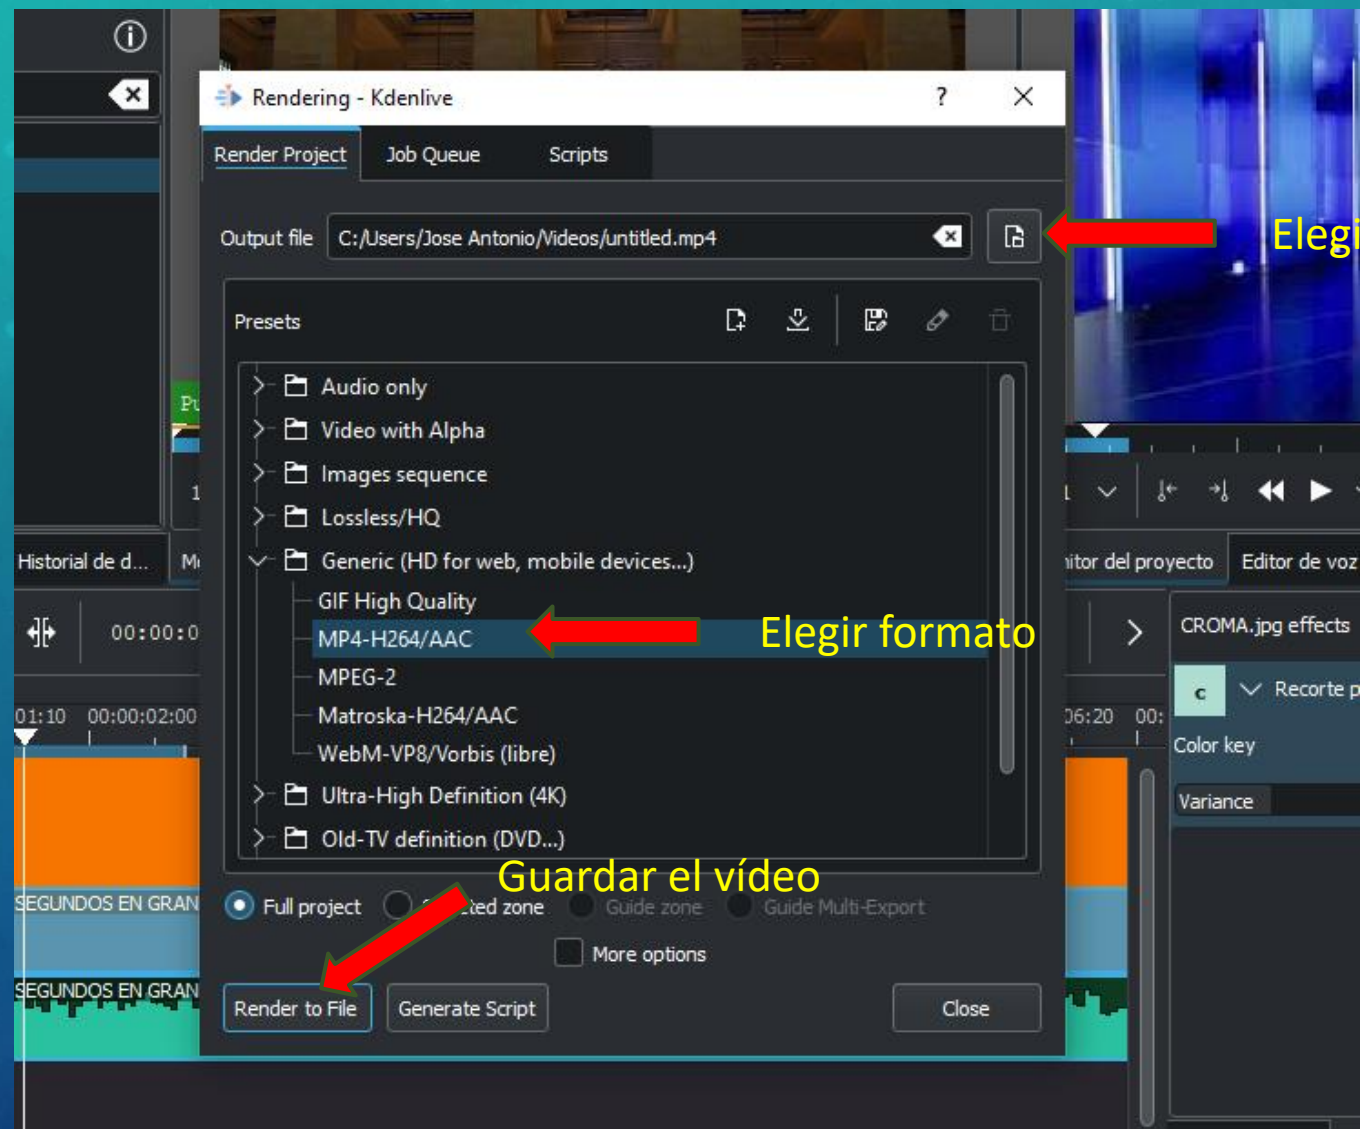 Rendering - Kdenlive
?
Render Project
Job Queue
Scripts
Output file
C:/Users/Jose Antonio/Videos/untitled.mp4
Presets
Audio only
Video with Alpha
Images sequence
Lossless/HQ
Generic (HD for web, mobile devices...)
GIF High Quality
MP4-H264/AAC
Elegir formato
MPEG-2
Matroska-H264/AAC
WebM-VP8/Vorbis (libre)
Ultra-High Definition (4K)
Old-TV definition (DVD...)
Guardar el vídeo
Full project
zone
Guide zone
Guide Multi-Export
More options
Render to File
Generate Script
Close
Historial de d...
del proyecto
Editor de voz
00:00:0
CROMA.jpg effects
c
Recorte
01:10
00:00:02:00
06:20
00:
Color key
Variance
SEGUNDOS EN GRAN
SEGUNDOS EN GRAN